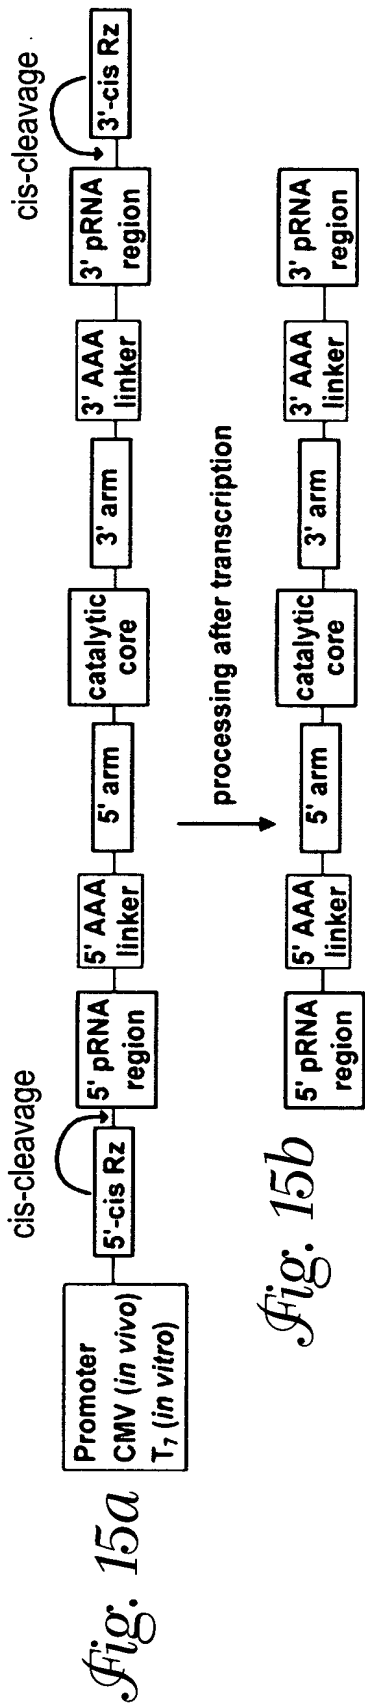 cis-cleavage
cis-cleavage
Promoter
CMV (in vivo)
T₇ (in vitro)
5'-cis Rz
5' pRNA
region
5' AAA
linker
5' arm
catalytic
core
3' arm
3' AAA
linker
3' pRNA
region
3'-cis Rz
Fig. 15a
processing after transcription
5' pRNA
region
5' AAA
linker
5' arm
catalytic
core
3' arm
3' AAA
linker
3' pRNA
region
Fig. 15b